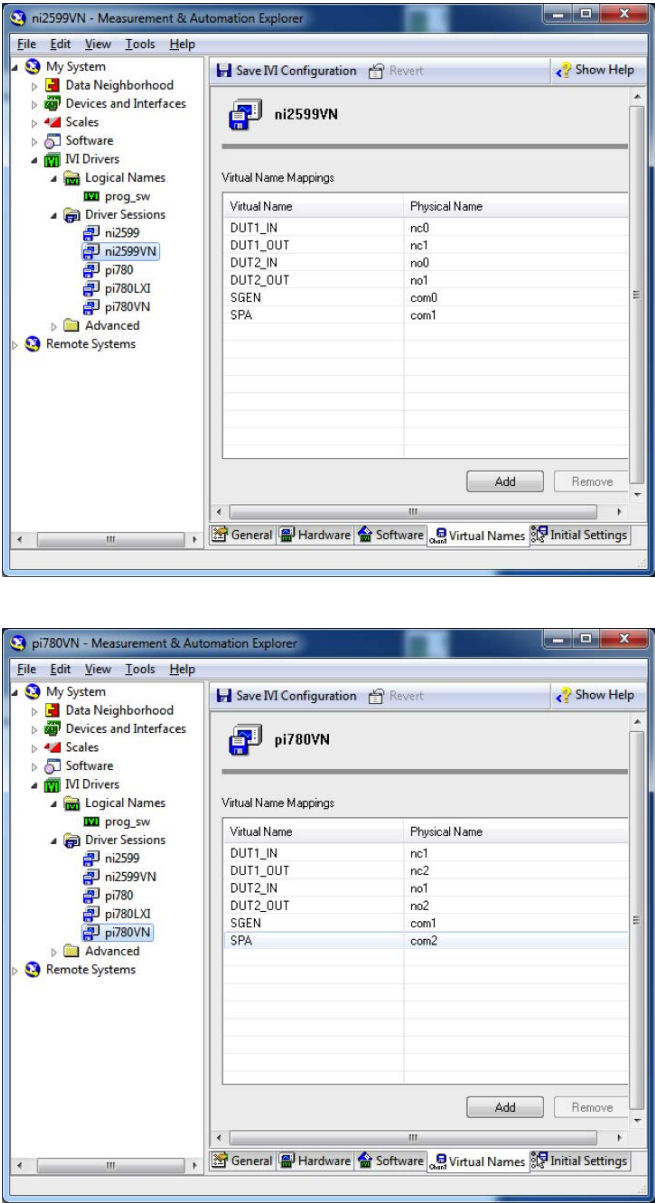 ni2599VN - Measurement & Automation Explorer
File Edit View Tools Help
My System
Data Neighborhood
Devices and Interfaces
Scales
Software
IVI Drivers
Logical Names
prog_sw
Driver Sessions
ni2599
ni2599VN
pi780
pi780LXI
pi780VN
Advanced
Remote Systems
Save IVI Configuration Revert Show Help
ni2599VN
Virtual Name Mappings
Virtual Name Physical Name
DUT1_IN nc0
DUT1_OUT nc1
DUT2_IN no0
DUT2_OUT no1
SGEN com0
SPA com1
Add Remove
General Hardware Software Virtual Names Initial Settings
pi780VN - Measurement & Automation Explorer
File Edit View Tools Help
My System
Data Neighborhood
Devices and Interfaces
Scales
Software
IVI Drivers
Logical Names
prog_sw
Driver Sessions
ni2599
ni2599VN
pi780
pi780LXI
pi780VN
Advanced
Remote Systems
Save IVI Configuration Revert Show Help
pi780VN
Virtual Name Mappings
Virtual Name Physical Name
DUT1_IN nc1
DUT1_OUT nc2
DUT2_IN no1
DUT2_OUT no2
SGEN com1
SPA com2
Add Remove
General Hardware Software Virtual Names Initial Settings